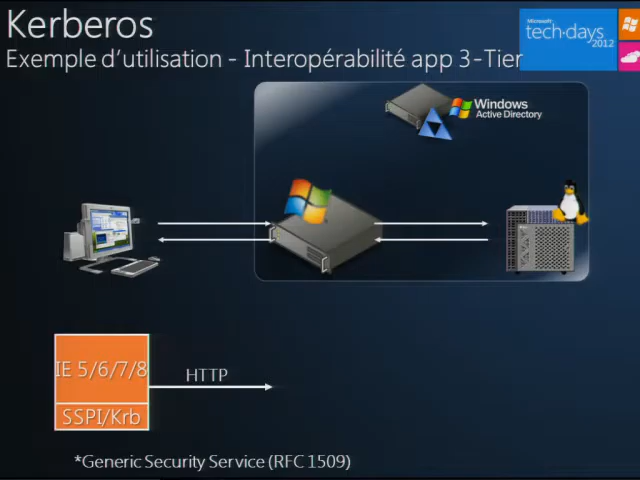 Kerberos
Exemple d'utilisation - Interopérabilité app 3-Tier
Microsoft
tech·days
2012
Windows
Active Directory
IE 5/6/7/8
HTTP
SSPI/Krb
*Generic Security Service (RFC 1509)